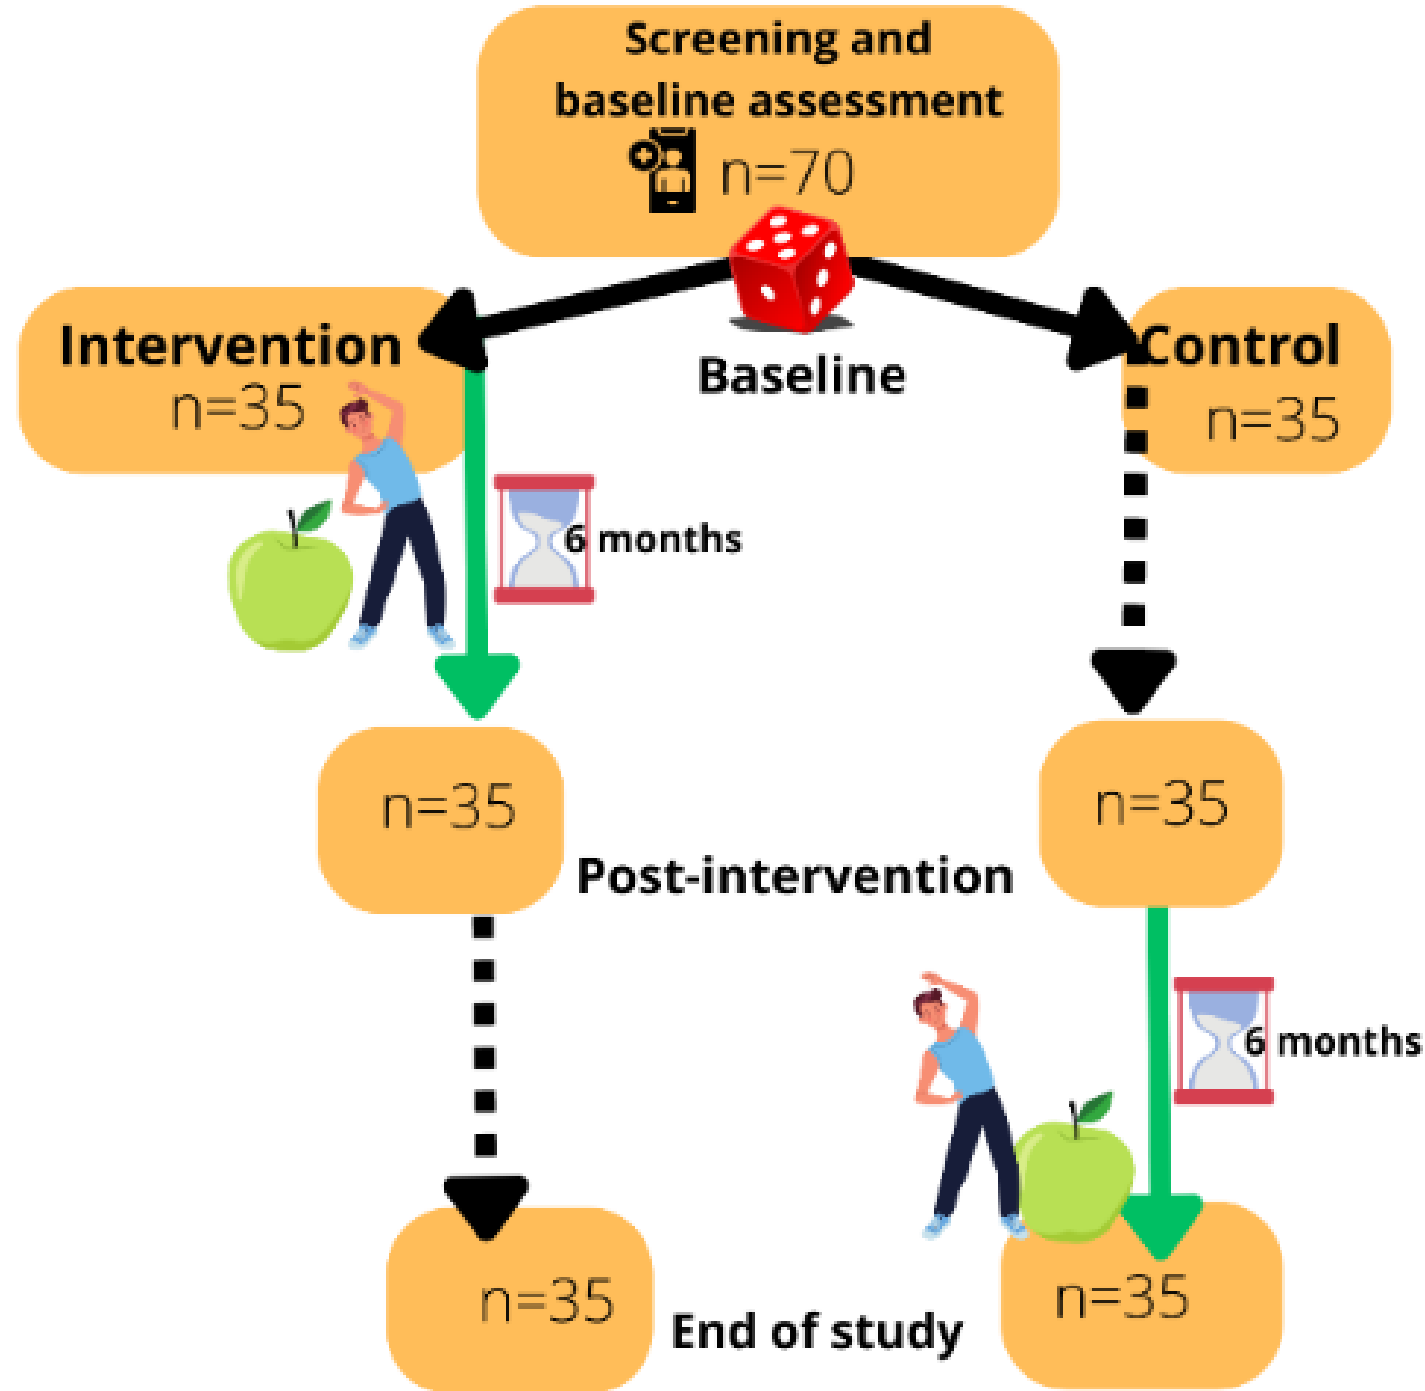 Screening and
baseline assessment
n=70
Intervention
n=35
Baseline
Control
n=35
6 months
n=35
n=35
Post-intervention
6 months
n=35
End of study
n=35